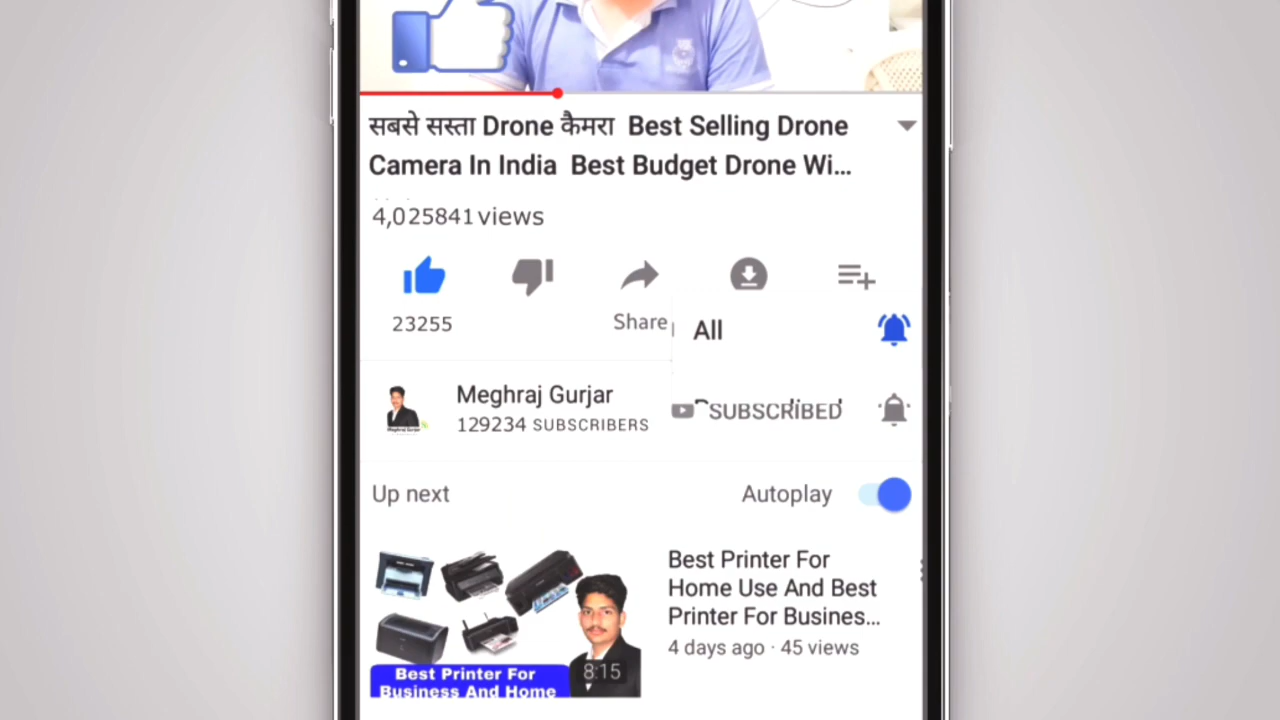 सबसे सस्ता Drone कैमरा Best Selling Drone
Camera In India Best Budget Drone Wi...
4,025841 views
23255
Share
All
Meghraj Gurjar
129234 SUBSCRIBERS
SUBSCRIBED
Up next
Autoplay
Best Printer For
Home Use And Best
Printer For Busines...
4 days ago · 45 views
8:15
Best Printer For
Business And Home